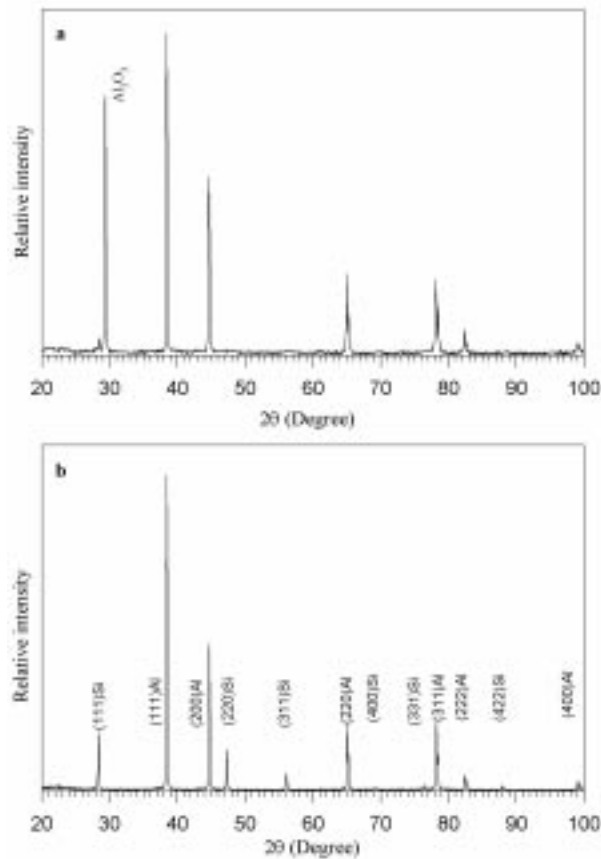 a
Al₂O₃
Relative intensity
20 30 40 50 60 70 80 90 100
2θ (Degree)
b
Relative intensity
(111)Si
(111)Al
(200)Al
(220)Si
(311)Si
(220)Al
(400)Si
(331)Si
(311)Al
(222)Al
(422)Si
(400)Al
20 30 40 50 60 70 80 90 100
2θ (Degree)